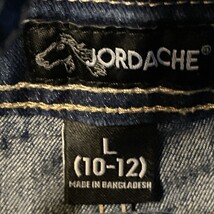 JORDACHE®
L
(10-12)
MADE IN BANGLADESH